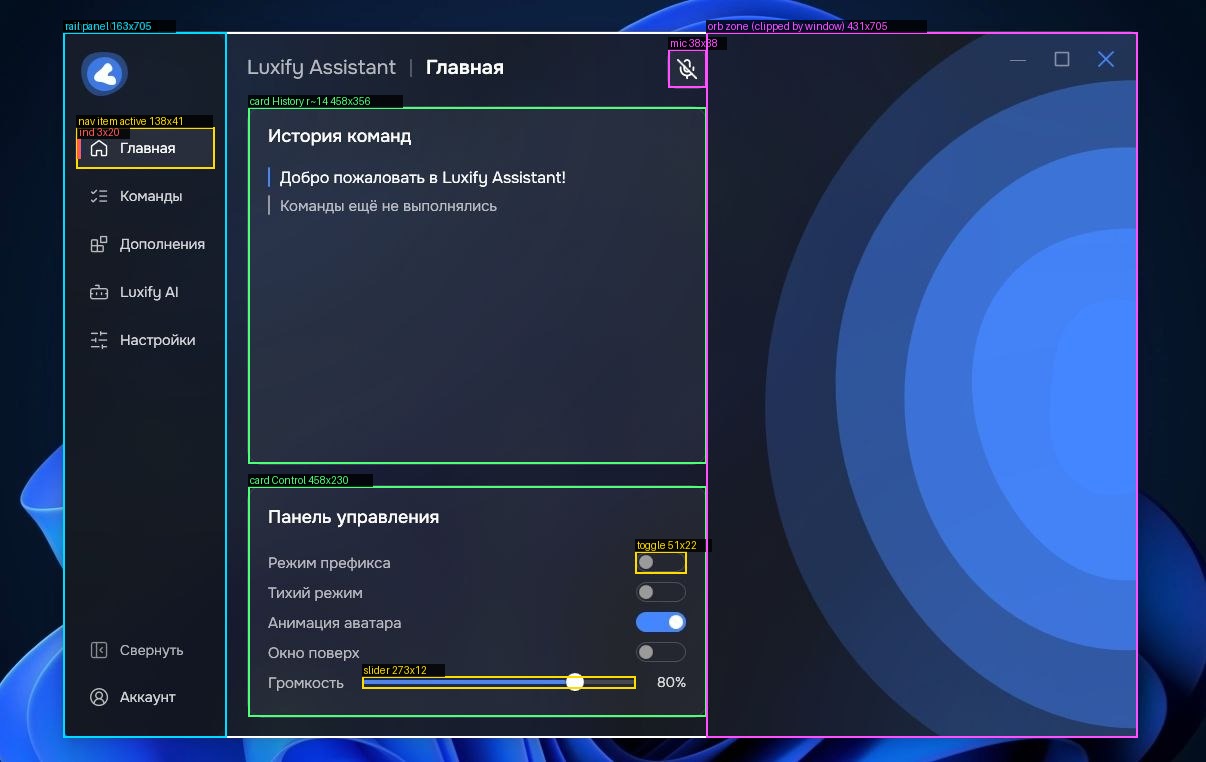 rail panel 163x705
orb zone (clipped by window) 431x705
mic 38x38
Luxify Assistant | Главная
card History r~14 458x356
nav item active 138x41
ind 3x20
Главная
Команды
Дополнения
Luxify AI
Настройки
Свернуть
Аккаунт
История команд
Добро пожаловать в Luxify Assistant!
Команды ещё не выполнялись
card Control 458x230
Панель управления
toggle 51x22
Режим префикса
Тихий режим
Анимация аватара
Окно поверх
slider 273x12
Громкость 80%